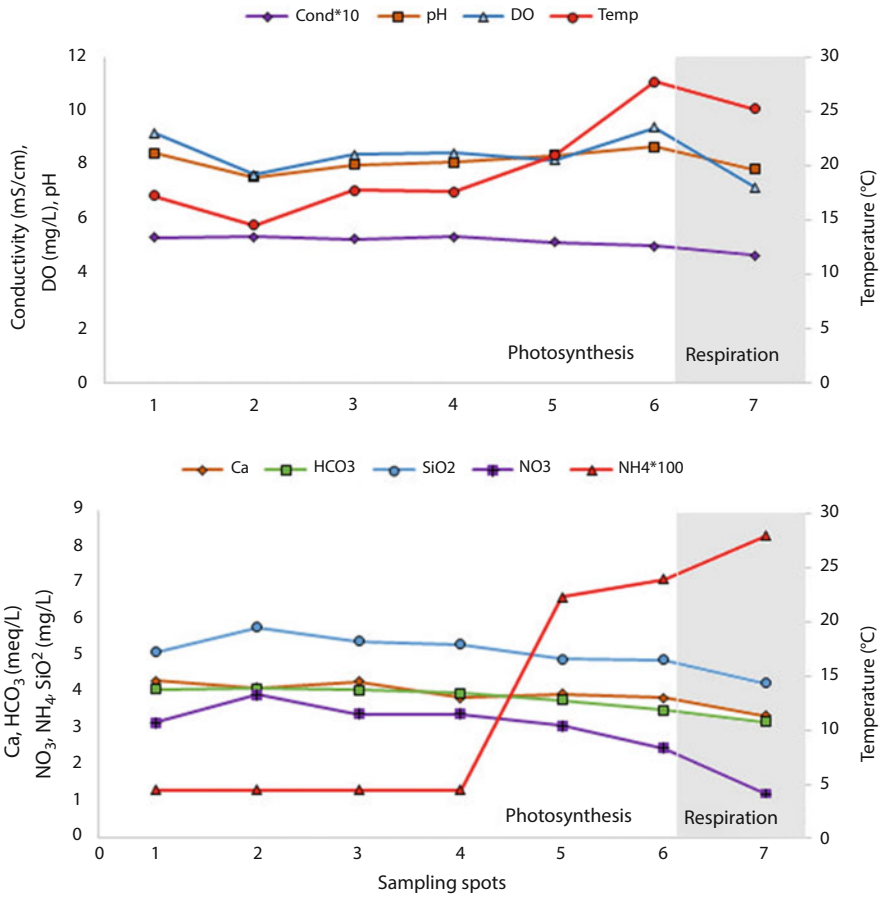 Cond*10 pH DO Temp
Conductivity (mS/cm),
DO (mg/L), pH
12
10
8
6
4
2
0
30
25
20
15
10
5
0
Temperature (°C)
Photosynthesis Respiration
1 2 3 4 5 6 7
Ca HCO3 SiO2 NO3 NH4*100
Ca, HCO₃ (meq/L)
NO₃, NH₄, SiO² (mg/L)
9
8
7
6
5
4
3
2
1
0
30
25
20
15
10
5
0
Temperature (°C)
Photosynthesis Respiration
0 1 2 3 4 5 6 7
Sampling spots